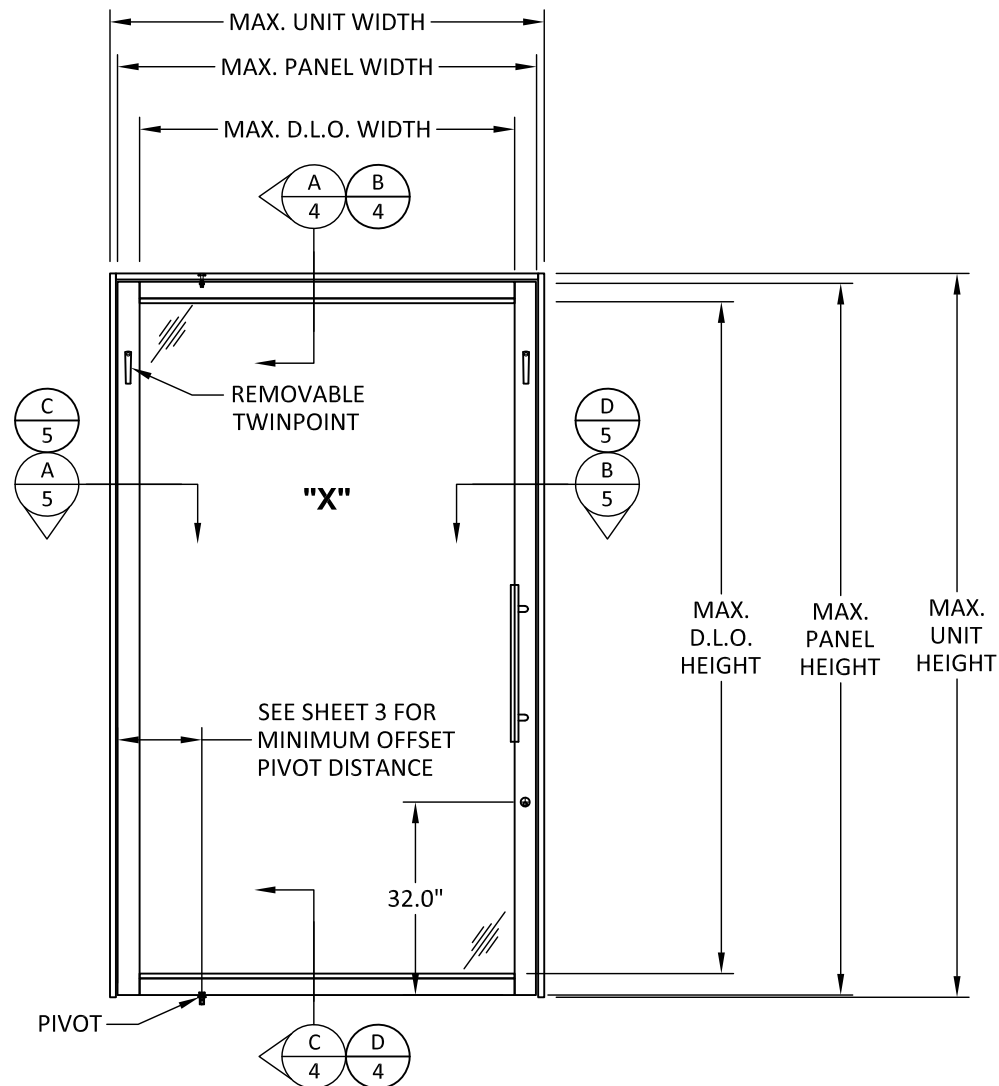 MAX. UNIT WIDTH
MAX. PANEL WIDTH
MAX. D.L.O. WIDTH
A
4
B
4
REMOVABLE
TWINPOINT
C
5
A
5
D
5
B
5
"X"
MAX.
D.L.O.
HEIGHT
MAX.
PANEL
HEIGHT
MAX.
UNIT
HEIGHT
SEE SHEET 3 FOR
MINIMUM OFFSET
PIVOT DISTANCE
32.0"
PIVOT
C
4
D
4